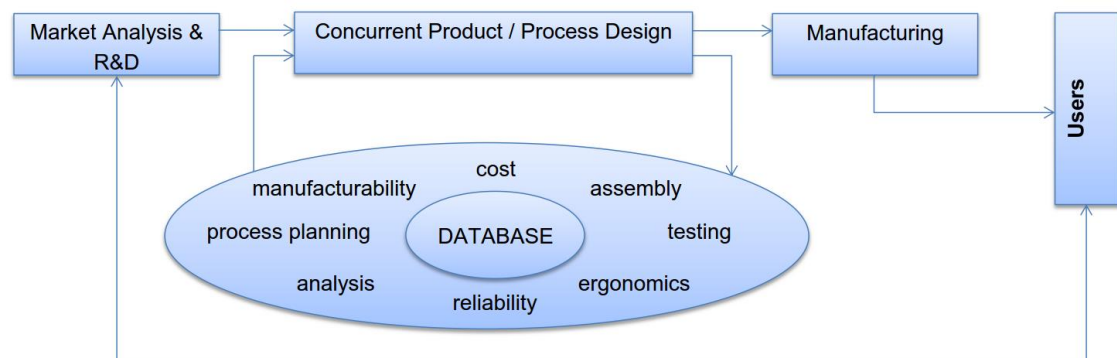 Market Analysis &
R&D
Concurrent Product / Process Design
Manufacturing
Users
cost
manufacturability
assembly
process planning
DATABASE
testing
analysis
ergonomics
reliability